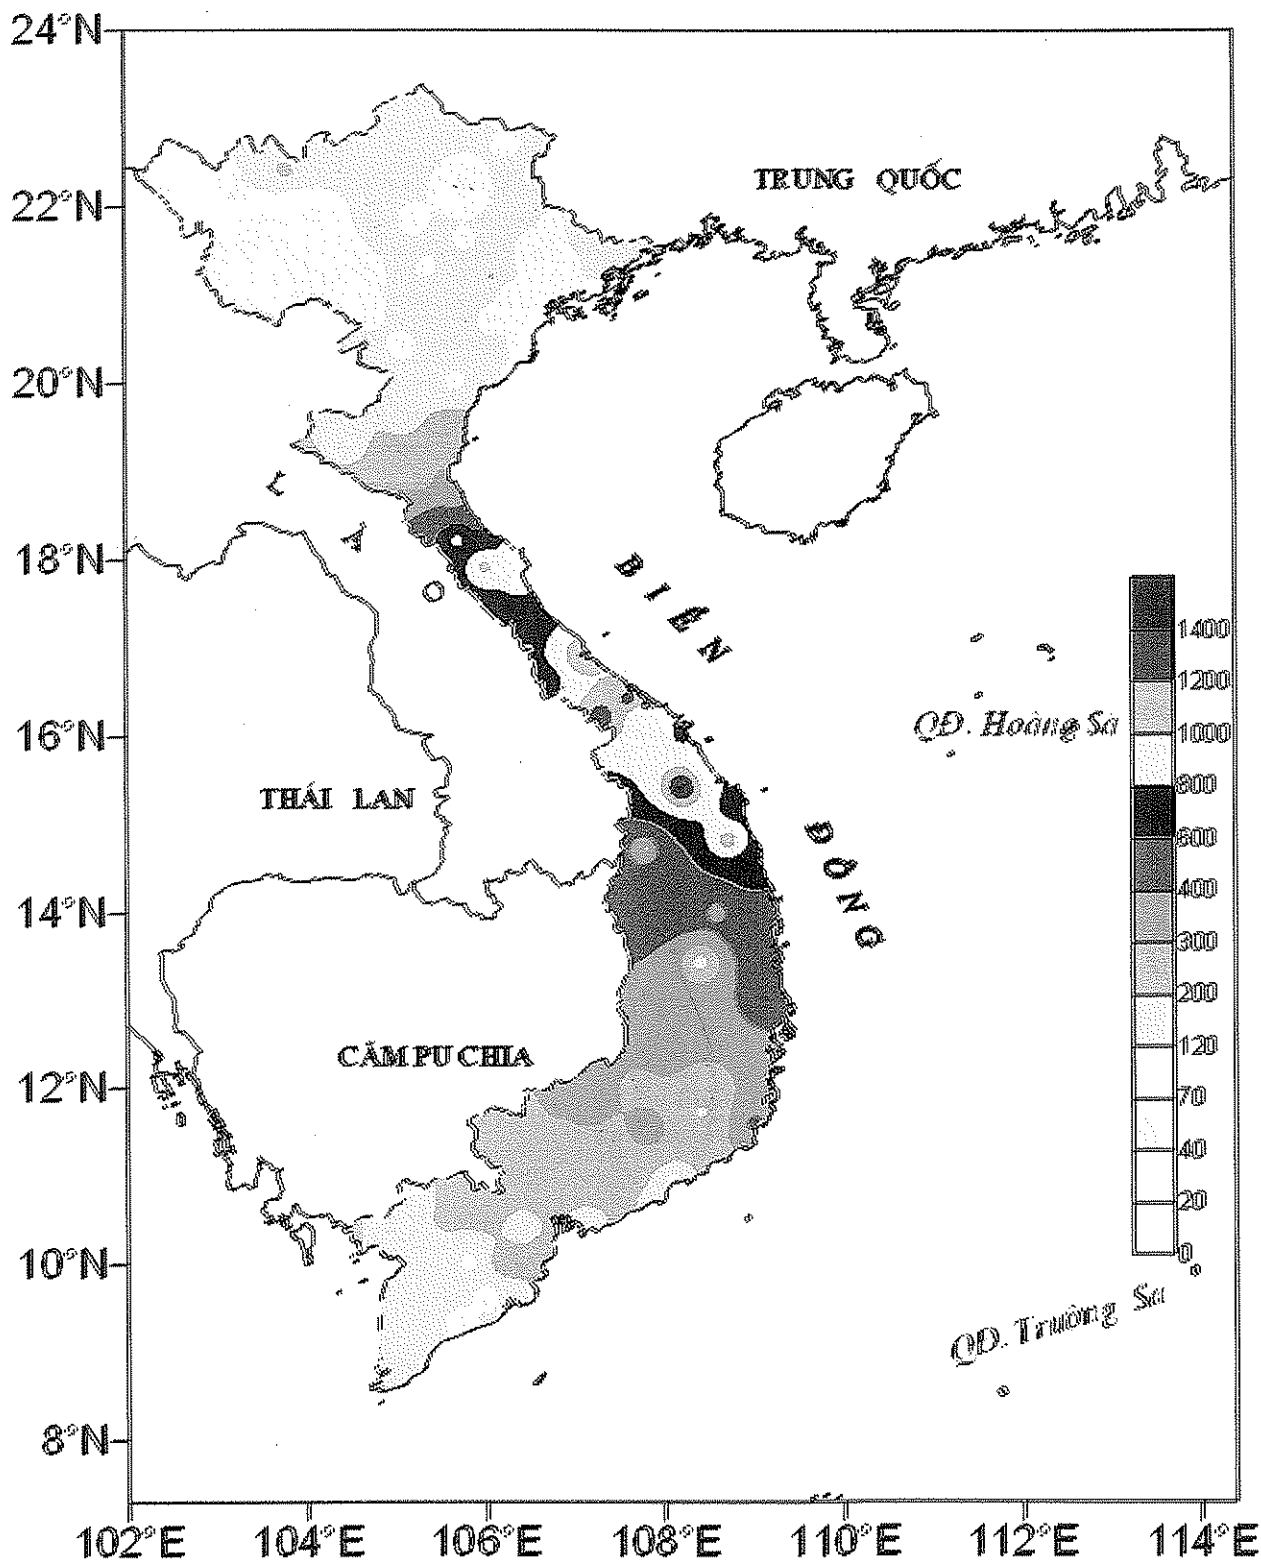 24°N
TRUNG QUỐC
22°N
20°N
L
A
O
18°N
BIỂN
1400
1200
QĐ. Hoàng Sa
1000
16°N
800
THÁI LAN
600
ĐÔNG
400
14°N
300
200
CĂM PU CHIA
120
12°N
70
40
20
10°N
0
QĐ. Trường Sa
8°N
102°E 104°E 106°E 108°E 110°E 112°E 114°E